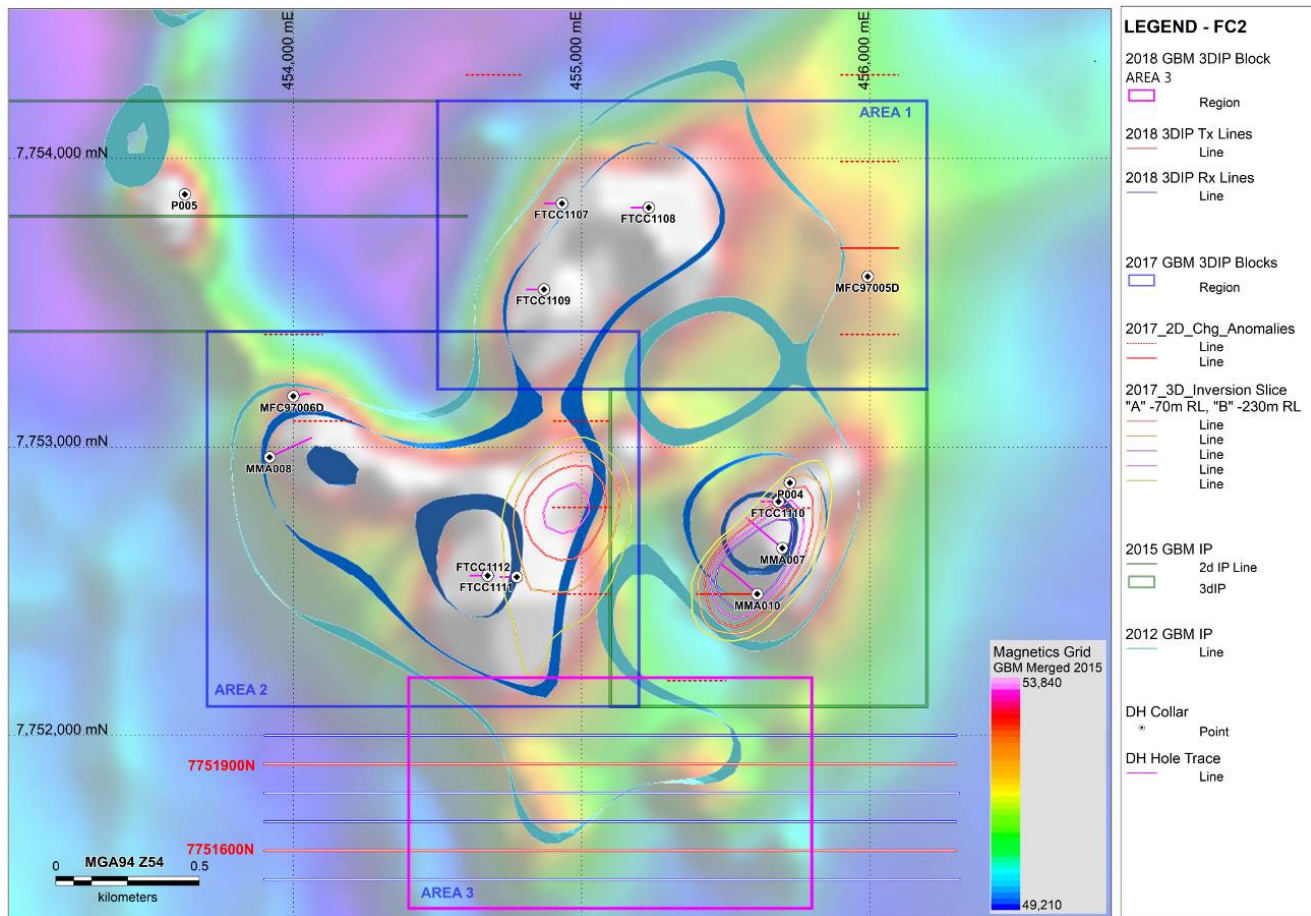 454,000 mE
455,000 mE
456,000 mE
AREA 1
7,754,000 mN
P005
FTCC1107
FTCC1108
FTCC1109
MFC97005D
MFC97006D
7,753,000 mN
MMA008
P004
FTCC1110
MMA007
FTCC1112
FTCC1111
MMA010
AREA 2
7,752,000 mN
7751900N
7751600N
MGA94 Z54
0 0.5
kilometers
AREA 3
Magnetics Grid
GBM Merged 2015
53,840
49,210
LEGEND - FC2
2018 GBM 3DIP Block
AREA 3
Region
2018 3DIP Tx Lines
Line
2018 3DIP Rx Lines
Line
2017 GBM 3DIP Blocks
Region
2017_2D_Chg_Anomalies
Line
Line
2017_3D_Inversion Slice
"A" -70m RL, "B" -230m RL
Line
Line
Line
Line
Line
2015 GBM IP
2d IP Line
3dIP
2012 GBM IP
Line
DH Collar
Point
DH Hole Trace
Line